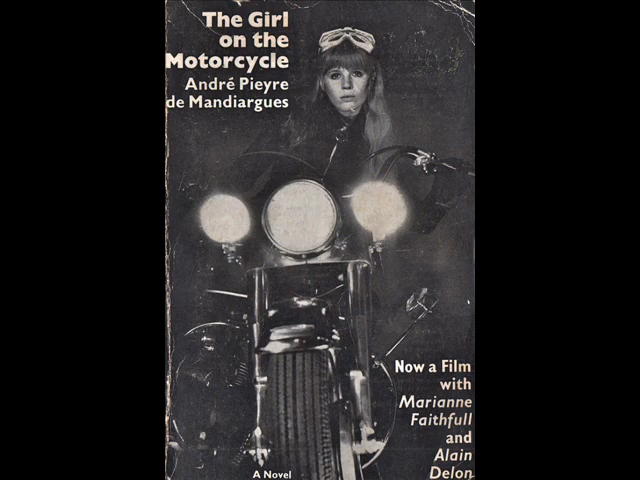 The Girl
on the
Motorcycle
André Pieyre
de Mandiargues
Now a Film
with
Marianne
Faithfull
and
Alain
Delon
A Novel